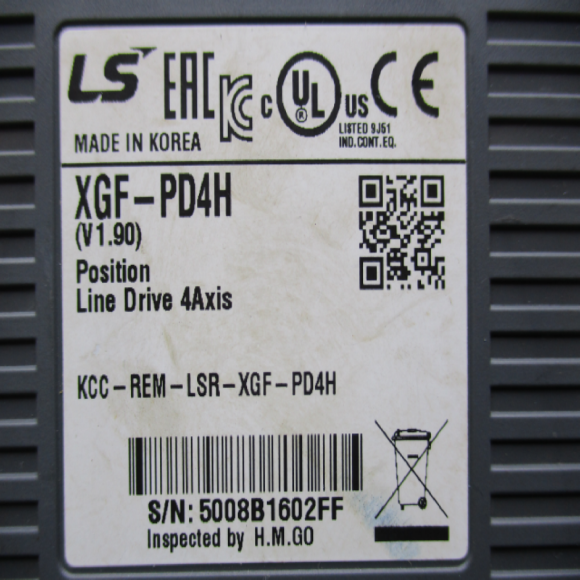 LS EAC KC c UL ® US CE
LISTED 9J51
IND.CONT.EQ.
MADE IN KOREA
XGF-PD4H
(V1.90)
Position
Line Drive 4Axis
KCC-REM-LSR-XGF-PD4H
S/N: 5008B1602FF
Inspected by H.M.GO